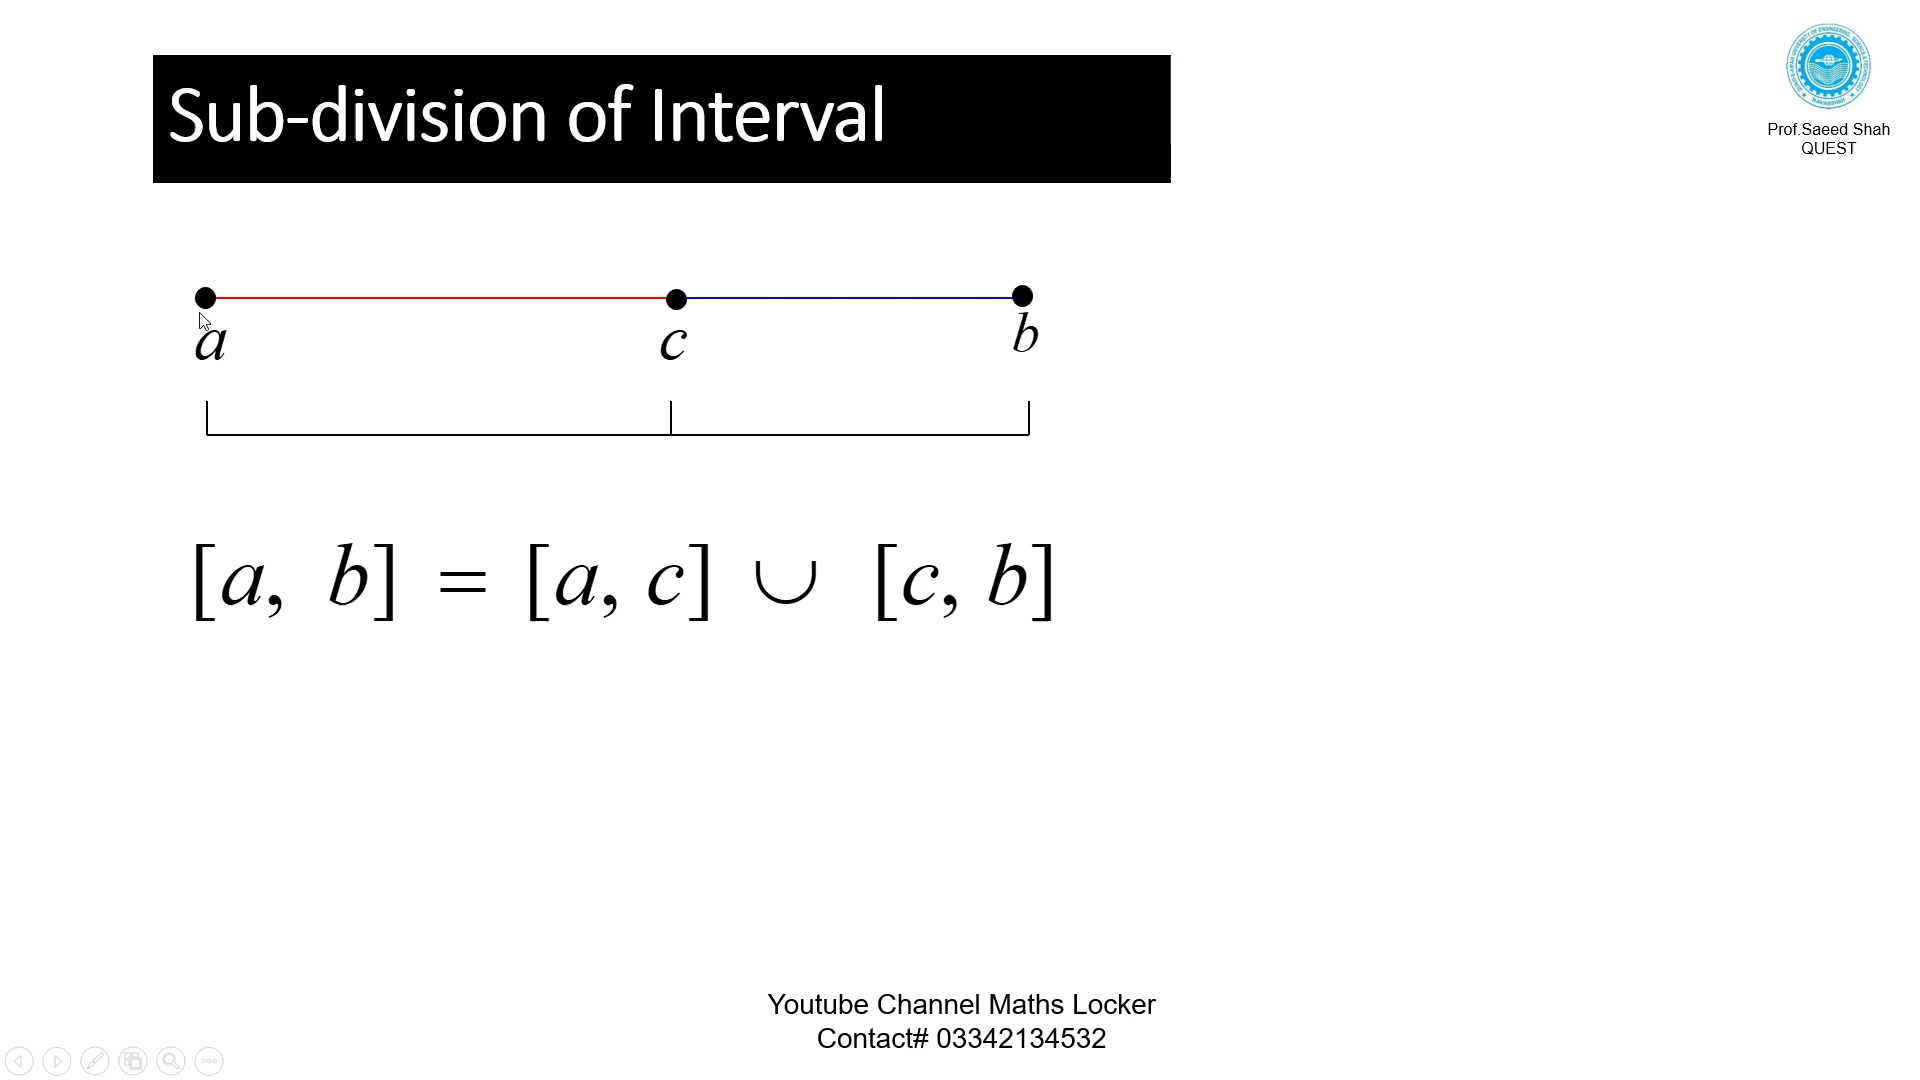 Sub-division of Interval
Prof.Saeed Shah
QUEST
a c b
[a, b] = [a, c] ∪ [c, b]
Youtube Channel Maths Locker
Contact# 03342134532